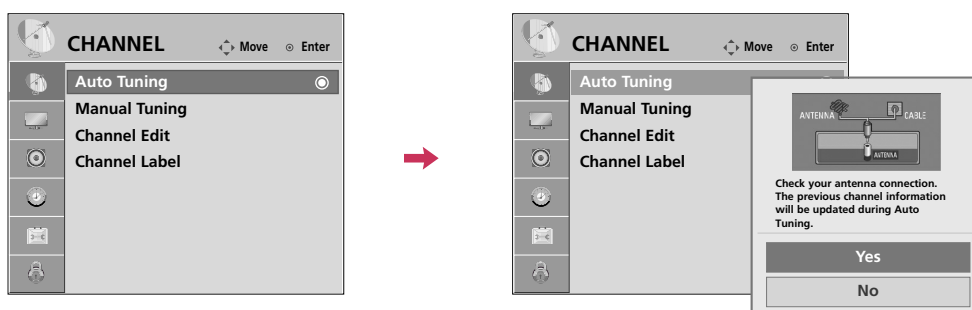 CHANNEL Move Enter
Auto Tuning
Manual Tuning
Channel Edit
Channel Label
CHANNEL Move Enter
Auto Tuning
Manual Tuning
Channel Edit
Channel Label
ANTENNA CABLE
ANTENNA
Check your antenna connection.
The previous channel information
will be updated during Auto
Tuning.
Yes
No